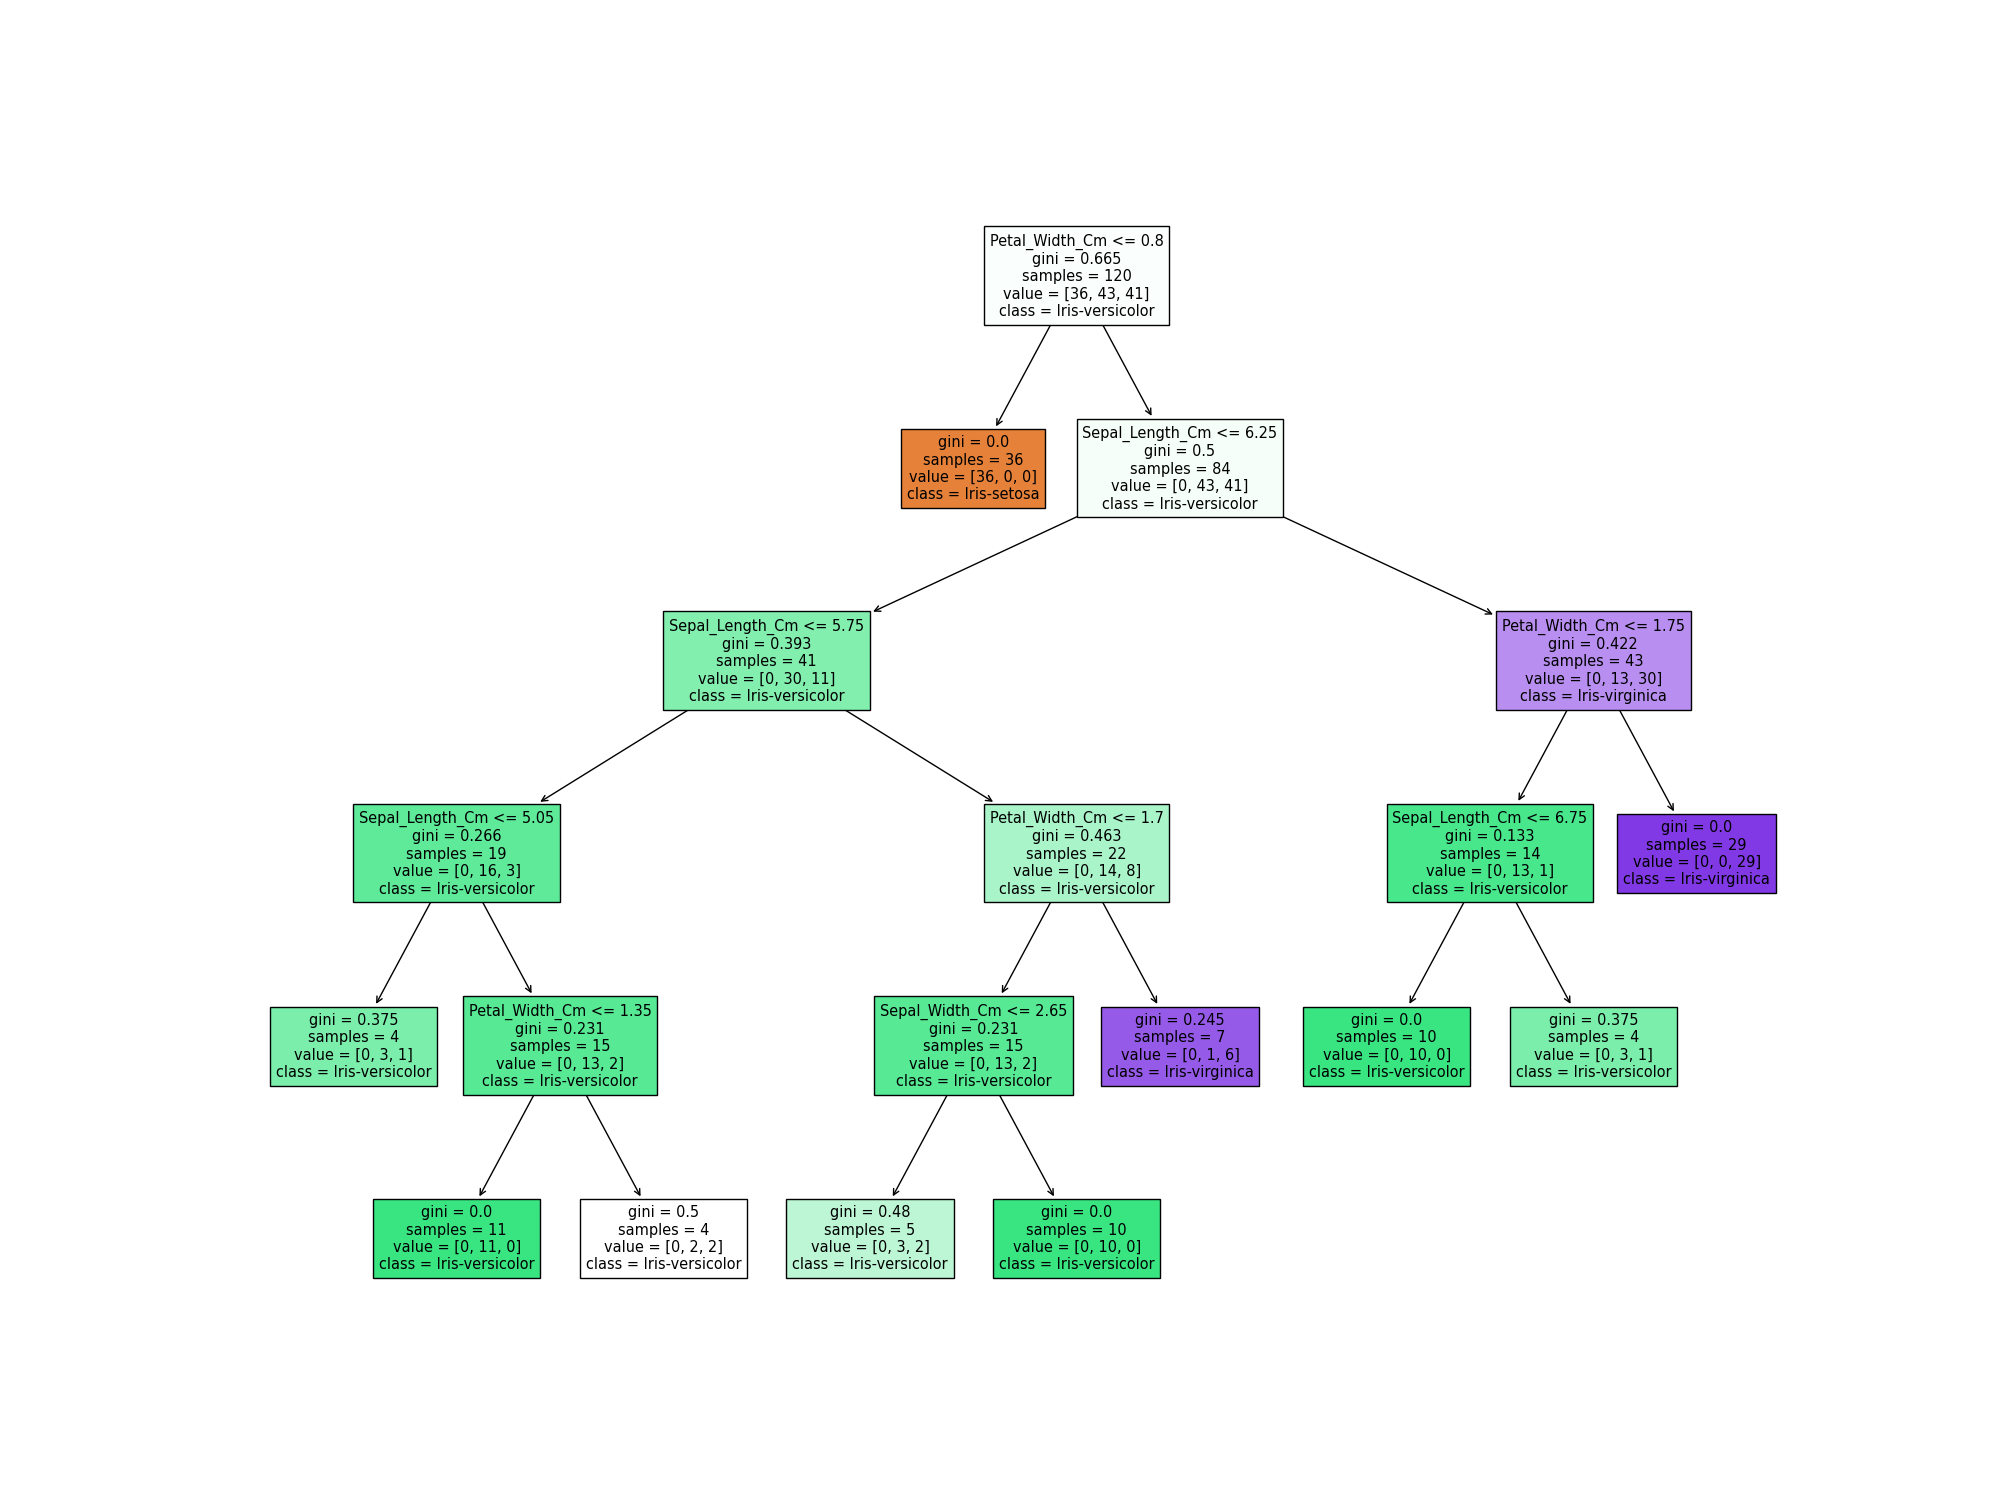 Petal_Width_Cm <= 0.8
gini = 0.665
samples = 120
value = [36, 43, 41]
class = Iris-versicolor
gini = 0.0
samples = 36
value = [36, 0, 0]
class = Iris-setosa
Sepal_Length_Cm <= 6.25
gini = 0.5
samples = 84
value = [0, 43, 41]
class = Iris-versicolor
Sepal_Length_Cm <= 5.75
gini = 0.393
samples = 41
value = [0, 30, 11]
class = Iris-versicolor
Petal_Width_Cm <= 1.75
gini = 0.422
samples = 43
value = [0, 13, 30]
class = Iris-virginica
Sepal_Length_Cm <= 5.05
gini = 0.266
samples = 19
value = [0, 16, 3]
class = Iris-versicolor
Petal_Width_Cm <= 1.7
gini = 0.463
samples = 22
value = [0, 14, 8]
class = Iris-versicolor
Sepal_Length_Cm <= 6.75
gini = 0.133
samples = 14
value = [0, 13, 1]
class = Iris-versicolor
gini = 0.0
samples = 29
value = [0, 0, 29]
class = Iris-virginica
gini = 0.375
samples = 4
value = [0, 3, 1]
class = Iris-versicolor
Petal_Width_Cm <= 1.35
gini = 0.231
samples = 15
value = [0, 13, 2]
class = Iris-versicolor
Sepal_Width_Cm <= 2.65
gini = 0.231
samples = 15
value = [0, 13, 2]
class = Iris-versicolor
gini = 0.245
samples = 7
value = [0, 1, 6]
class = Iris-virginica
gini = 0.0
samples = 10
value = [0, 10, 0]
class = Iris-versicolor
gini = 0.375
samples = 4
value = [0, 3, 1]
class = Iris-versicolor
gini = 0.0
samples = 11
value = [0, 11, 0]
class = Iris-versicolor
gini = 0.5
samples = 4
value = [0, 2, 2]
class = Iris-versicolor
gini = 0.48
samples = 5
value = [0, 3, 2]
class = Iris-versicolor
gini = 0.0
samples = 10
value = [0, 10, 0]
class = Iris-versicolor